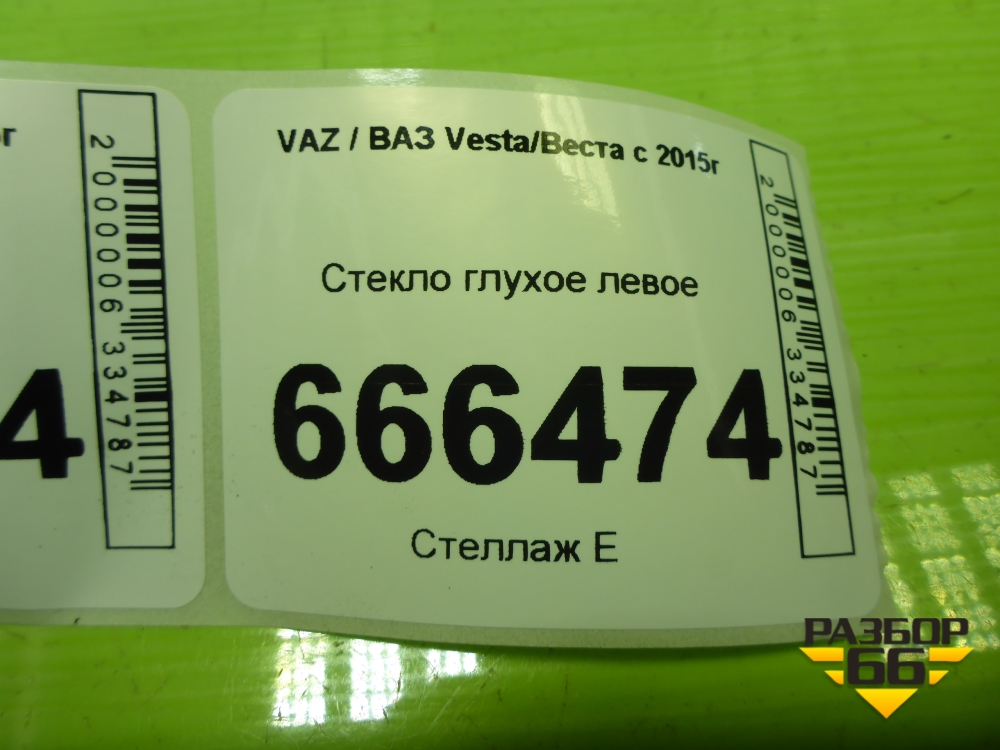 г
4
2000006334787
VAZ / ВАЗ Vesta/Веста с 2015г
Стекло глухое левое
666474
Стеллаж Е
2000006334787
РАЗБОР
66